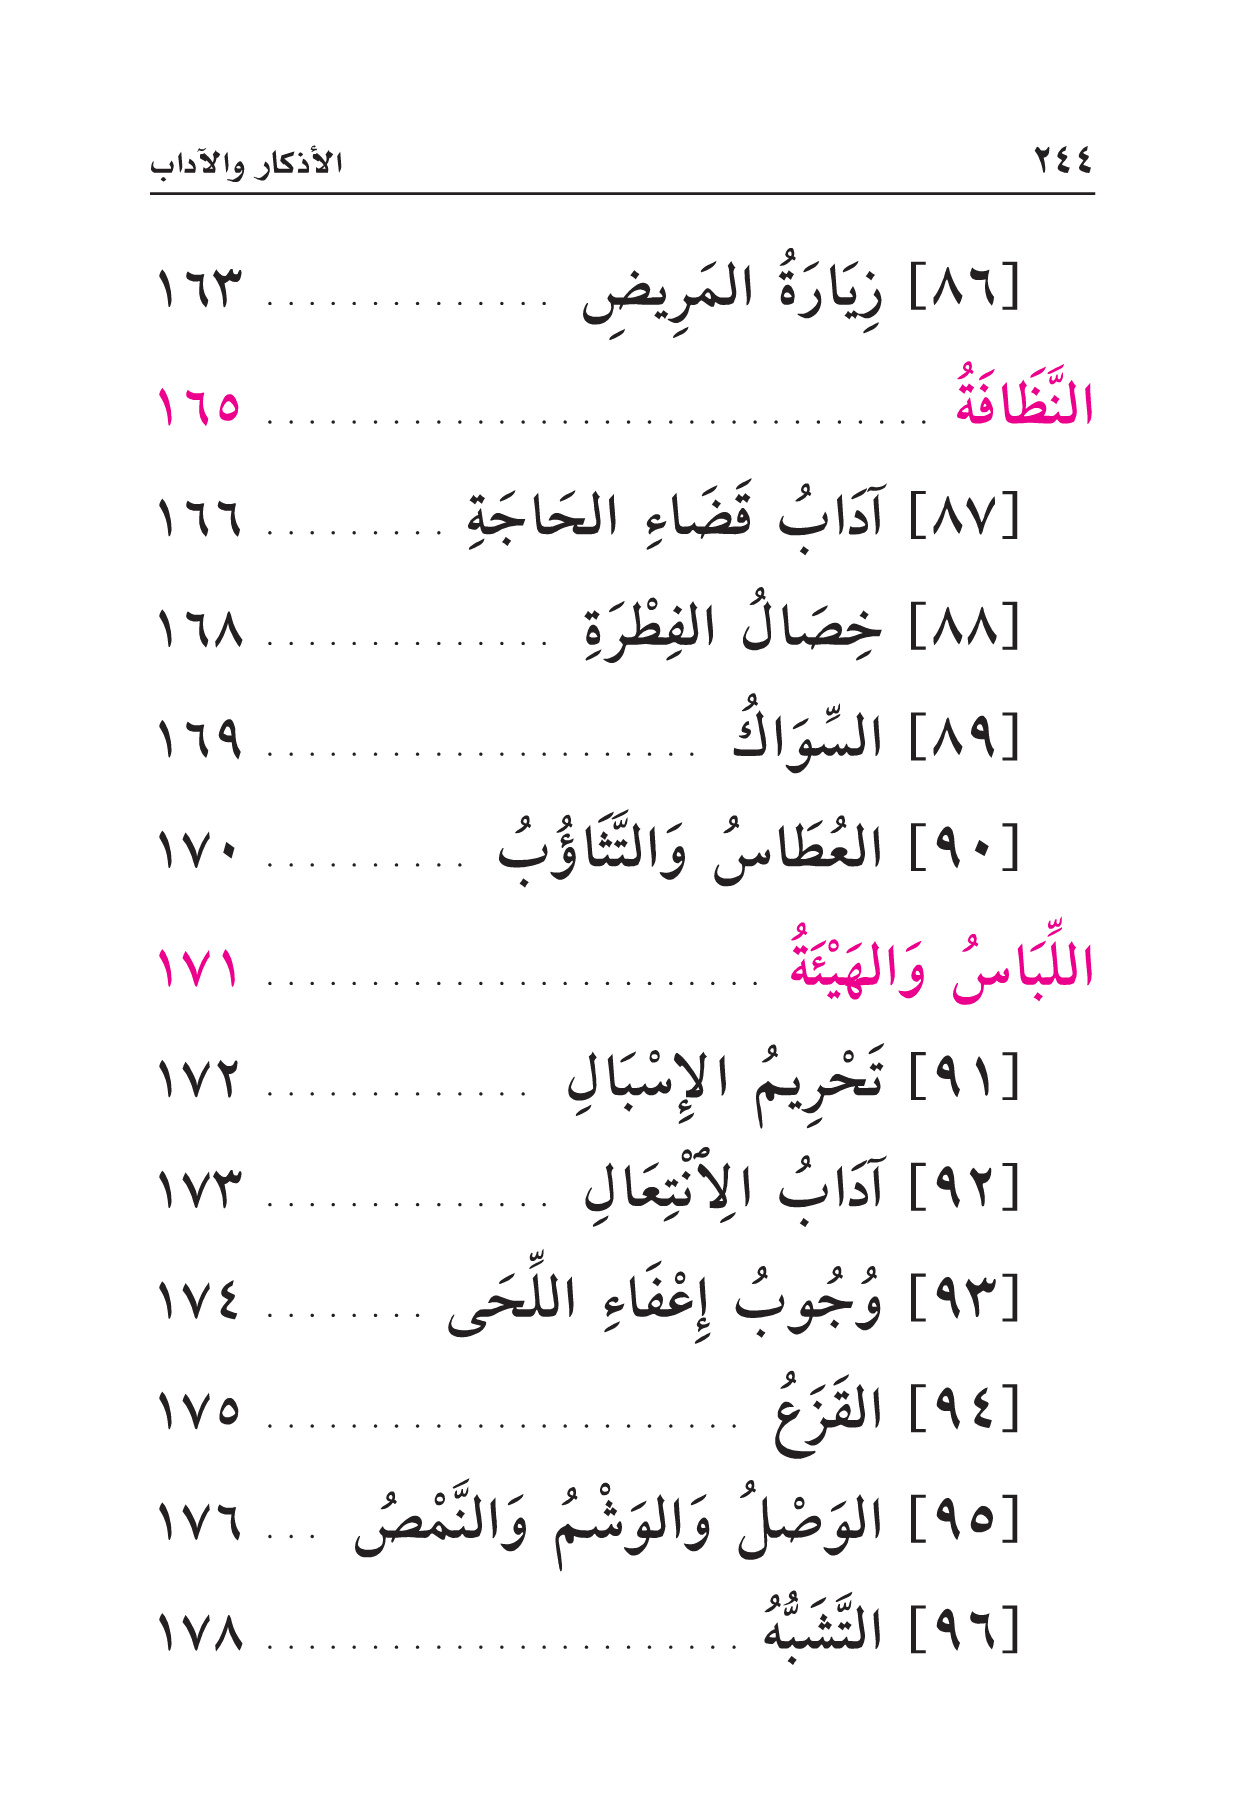 ٢٤٤ الأذكار والآداب
[٨٦] زِيَارَةُ المَرِيضِ . . . . . . . . . . . . . . ١٦٣
النَّظَافَةُ . . . . . . . . . . . . . . . . . . . . . . . . . . . . . . . . ١٦٥
[٨٧] آدَابُ قَضَاءِ الحَاجَةِ . . . . . . . . . ١٦٦
[٨٨] خِصَالُ الفِطْرَةِ . . . . . . . . . . . . . . ١٦٨
[٨٩] السِّوَاكُ . . . . . . . . . . . . . . . . . . . . . ١٦٩
[٩٠] العُطَاسُ وَالتَّثَاؤُبُ . . . . . . . . . . ١٧٠
اللِّبَاسُ وَالهَيْئَةُ . . . . . . . . . . . . . . . . . . . . . . . . ١٧١
[٩١] تَحْرِيمُ الإِسْبَالِ . . . . . . . . . . . . . ١٧٢
[٩٢] آدَابُ الِٱنْتِعَالِ . . . . . . . . . . . . . . ١٧٣
[٩٣] وُجُوبُ إِعْفَاءِ اللِّحَى . . . . . . . . ١٧٤
[٩٤] القَزَعُ . . . . . . . . . . . . . . . . . . . . . . . ١٧٥
[٩٥] الوَصْلُ وَالوَشْمُ وَالنَّمْصُ . . . ١٧٦
[٩٦] التَّشَبُّهُ . . . . . . . . . . . . . . . . . . . . . . . ١٧٨